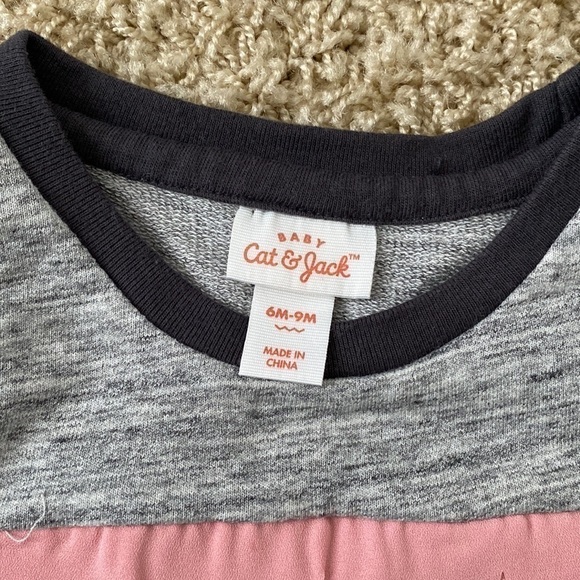 BABY
Cat & Jack™
6M-9M
MADE IN
CHINA